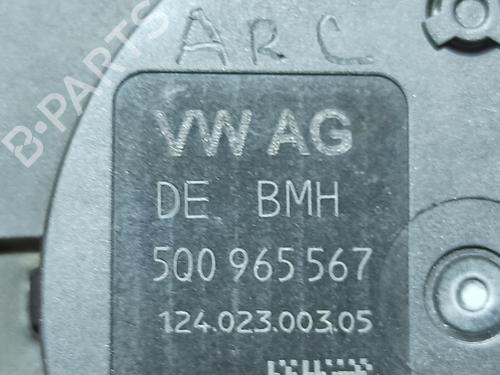 ARC
VW AG
DE BMH
5Q0 965 567
124.023.003.05
B-PARTS